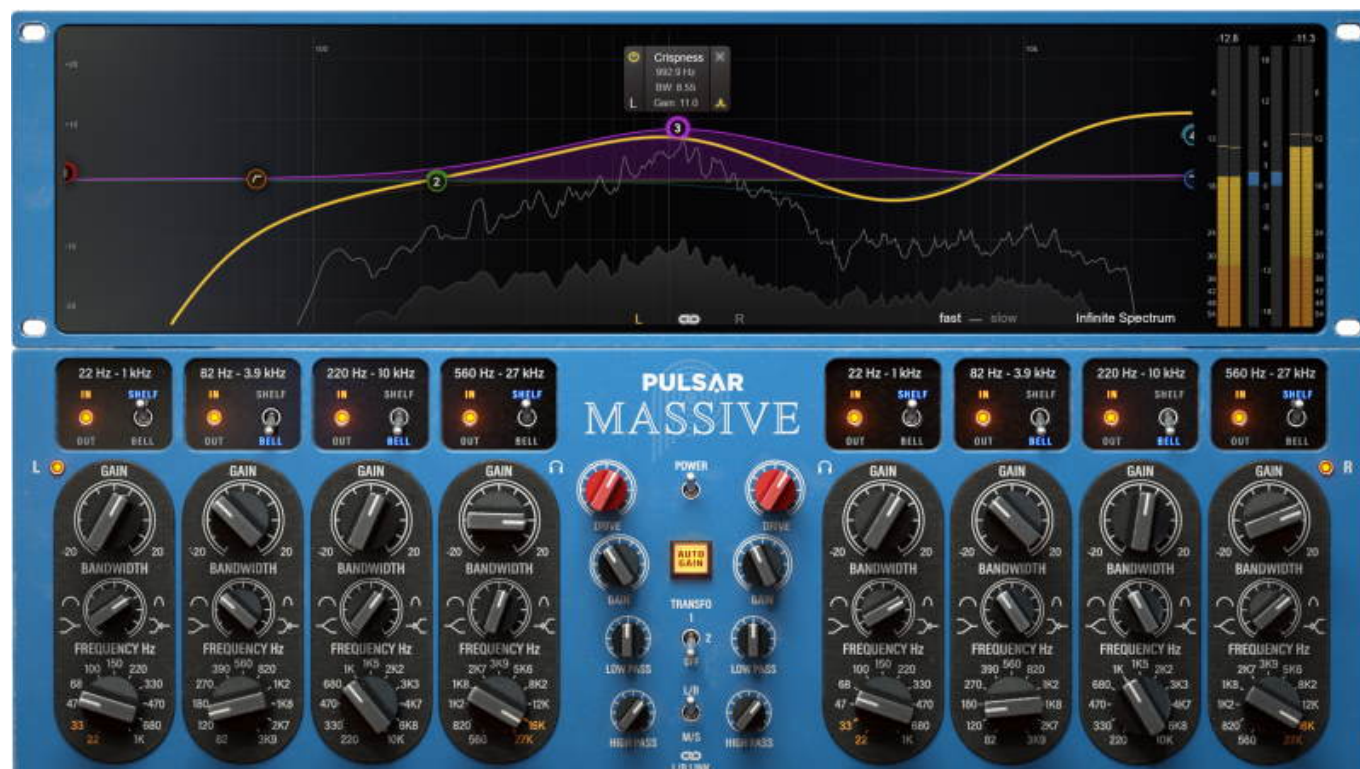 100
10k
-12.8
-11.3
Crispness
992.9 Hz
BW 8.55
L Gain 11.0
3
2
4
L R
fast — slow
Infinite Spectrum
22 Hz - 1 kHz
IN SHELF
OUT BELL
82 Hz - 3.9 kHz
IN SHELF
OUT BELL
220 Hz - 10 kHz
IN SHELF
OUT BELL
560 Hz - 27 kHz
IN SHELF
OUT BELL
PULSAR
MASSIVE
22 Hz - 1 kHz
IN SHELF
OUT BELL
82 Hz - 3.9 kHz
IN SHELF
OUT BELL
220 Hz - 10 kHz
IN SHELF
OUT BELL
560 Hz - 27 kHz
IN SHELF
OUT BELL
L
GAIN
-20 20
BANDWIDTH
FREQUENCY Hz
22 33 47 68 100 150 220 330 470 680 1K
GAIN
-20 20
BANDWIDTH
FREQUENCY Hz
82 120 180 270 390 560 820 1K2 1K8 2K7 3K9
GAIN
-20 20
BANDWIDTH
FREQUENCY Hz
220 330 470 680 1K 1K5 2K2 3K3 4K7 6K8 10K
GAIN
-20 20
BANDWIDTH
FREQUENCY Hz
560 820 1K2 1K8 2K7 3K9 5K6 8K2 12K 16K 27K
POWER
DRIVE DRIVE
AUTO
GAIN
GAIN GAIN
TRANSFO
1
2
OFF
LOW PASS LOW PASS
L/R
M/S
HIGH PASS HIGH PASS
L/R LINK
R
GAIN
-20 20
BANDWIDTH
FREQUENCY Hz
22 33 47 68 100 150 220 330 470 680 1K
GAIN
-20 20
BANDWIDTH
FREQUENCY Hz
82 120 180 270 390 560 820 1K2 1K8 2K7 3K9
GAIN
-20 20
BANDWIDTH
FREQUENCY Hz
220 330 470 680 1K 1K5 2K2 3K3 4K7 6K8 10K
GAIN
-20 20
BANDWIDTH
FREQUENCY Hz
560 820 1K2 1K8 2K7 3K9 5K6 8K2 12K 16K 27K